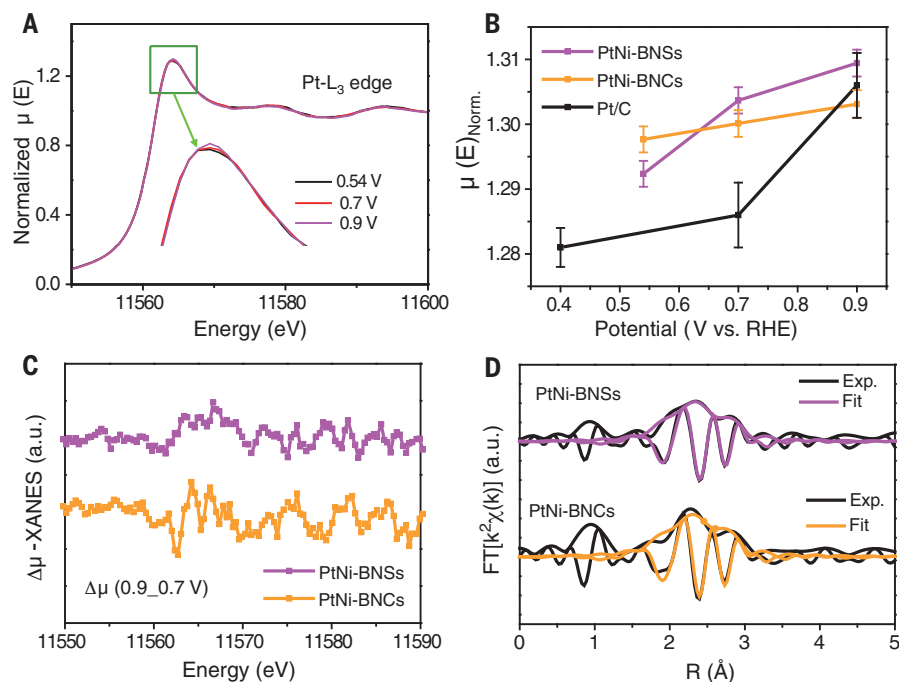 A
Normalized μ (E)
1.2
0.8
0.4
0.0
Pt-L3 edge
0.54 V
0.7 V
0.9 V
11560
11580
11600
Energy (eV)
B
μ (E)Norm.
1.31
1.30
1.29
1.28
PtNi-BNSs
PtNi-BNCs
Pt/C
0.4
0.5
0.6
0.7
0.8
0.9
Potential (V vs. RHE)
C
Δμ -XANES (a.u.)
Δμ (0.9_0.7 V)
PtNi-BNSs
PtNi-BNCs
11550
11560
11570
11580
11590
Energy (eV)
D
FT[k²χ(k)] (a.u.)
PtNi-BNSs
Exp.
Fit
PtNi-BNCs
Exp.
Fit
0
1
2
3
4
5
R (Å)